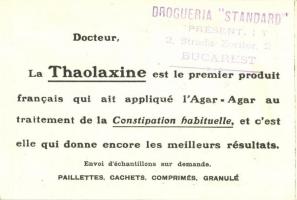 DROGUERIA "STANDARD"
PRESENT.
2, Strada Zorilor, 2
BUCAREST
Docteur,
La Thaolaxine est le premier produit
français qui ait appliqué l'Agar-Agar au
traitement de la Constipation habituelle, et c'est
elle qui donne encore les meilleurs résultats.
Envoi d'échantillons sur demande.
PAILLETTES, CACHETS, COMPRIMÉS, GRANULÉ